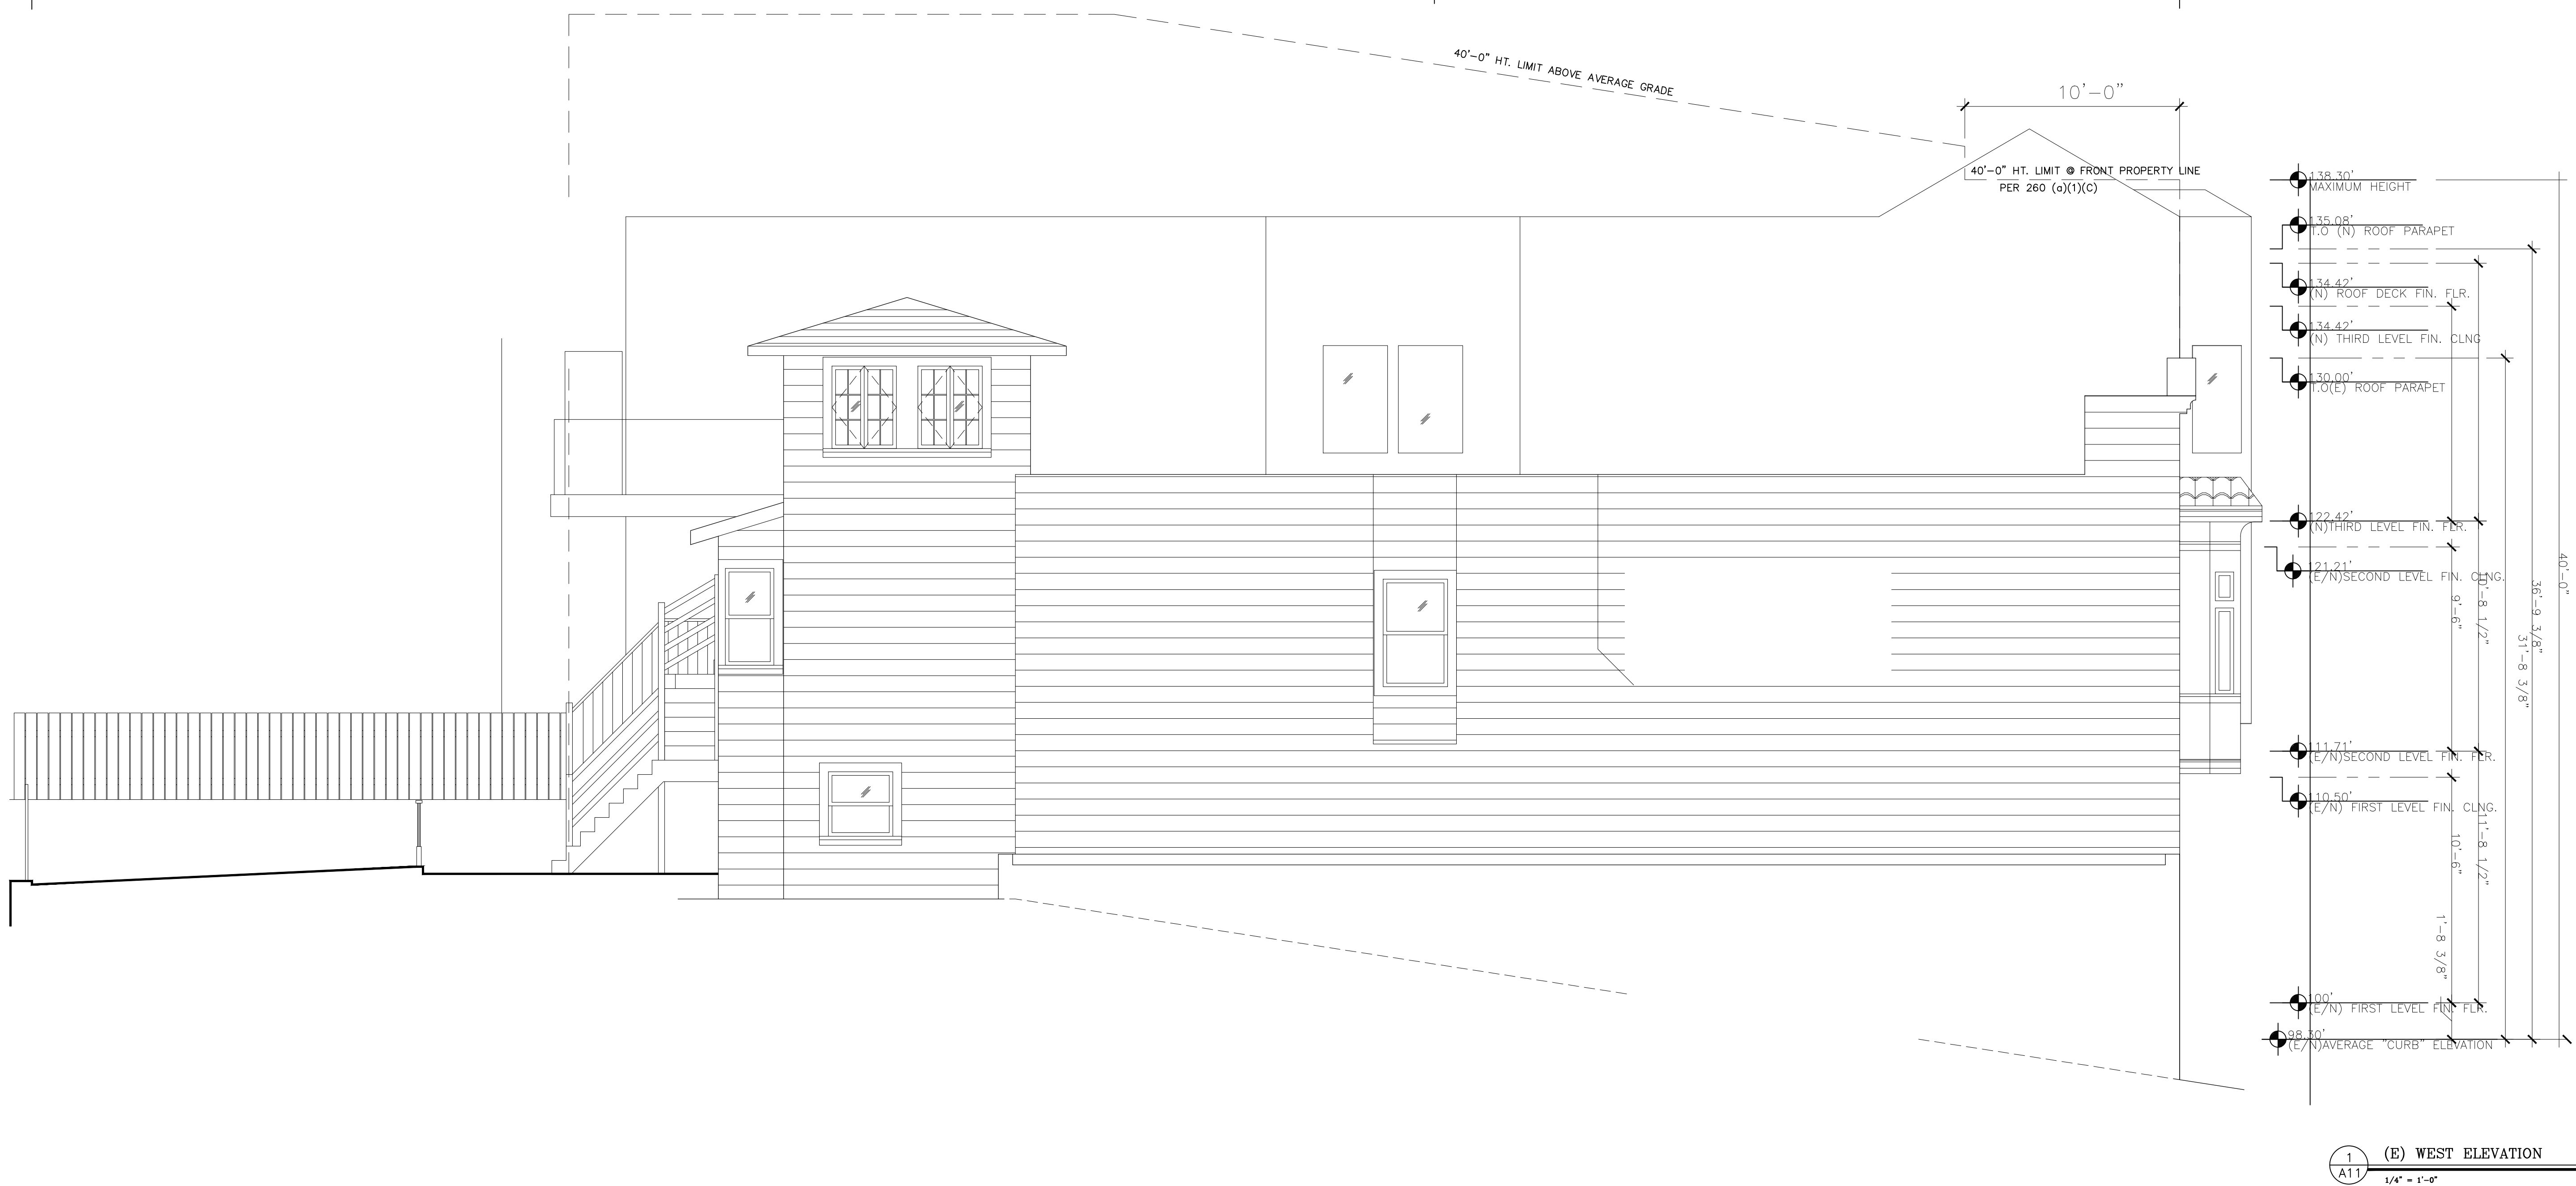 40'-0" HT. LIMIT ABOVE AVERAGE GRADE
10'-0"
40'-0" HT. LIMIT @ FRONT PROPERTY LINE
PER 260 (a)(1)(C)
138.30'
MAXIMUM HEIGHT
135.08'
T.O (N) ROOF PARAPET
134.42'
(N) ROOF DECK FIN. FLR.
134.42'
(N) THIRD LEVEL FIN. CLNG
130.00'
T.O(E) ROOF PARAPET
122.42'
(N)THIRD LEVEL FIN. FLR.
121.21'
(E/N)SECOND LEVEL FIN. CLNG.
111.71'
(E/N)SECOND LEVEL FIN. FLR.
110.50'
(E/N) FIRST LEVEL FIN. CLNG.
100'
(E/N) FIRST LEVEL FIN. FLR.
98.30'
(E/N)AVERAGE "CURB" ELEVATION
9'-6"
10'-8 1/2"
31'-8 3/8"
36'-9 3/8"
40'-0"
10'-6"
11'-8 1/2"
1'-8 3/8"
1
A11
(E) WEST ELEVATION
1/4" = 1'-0"